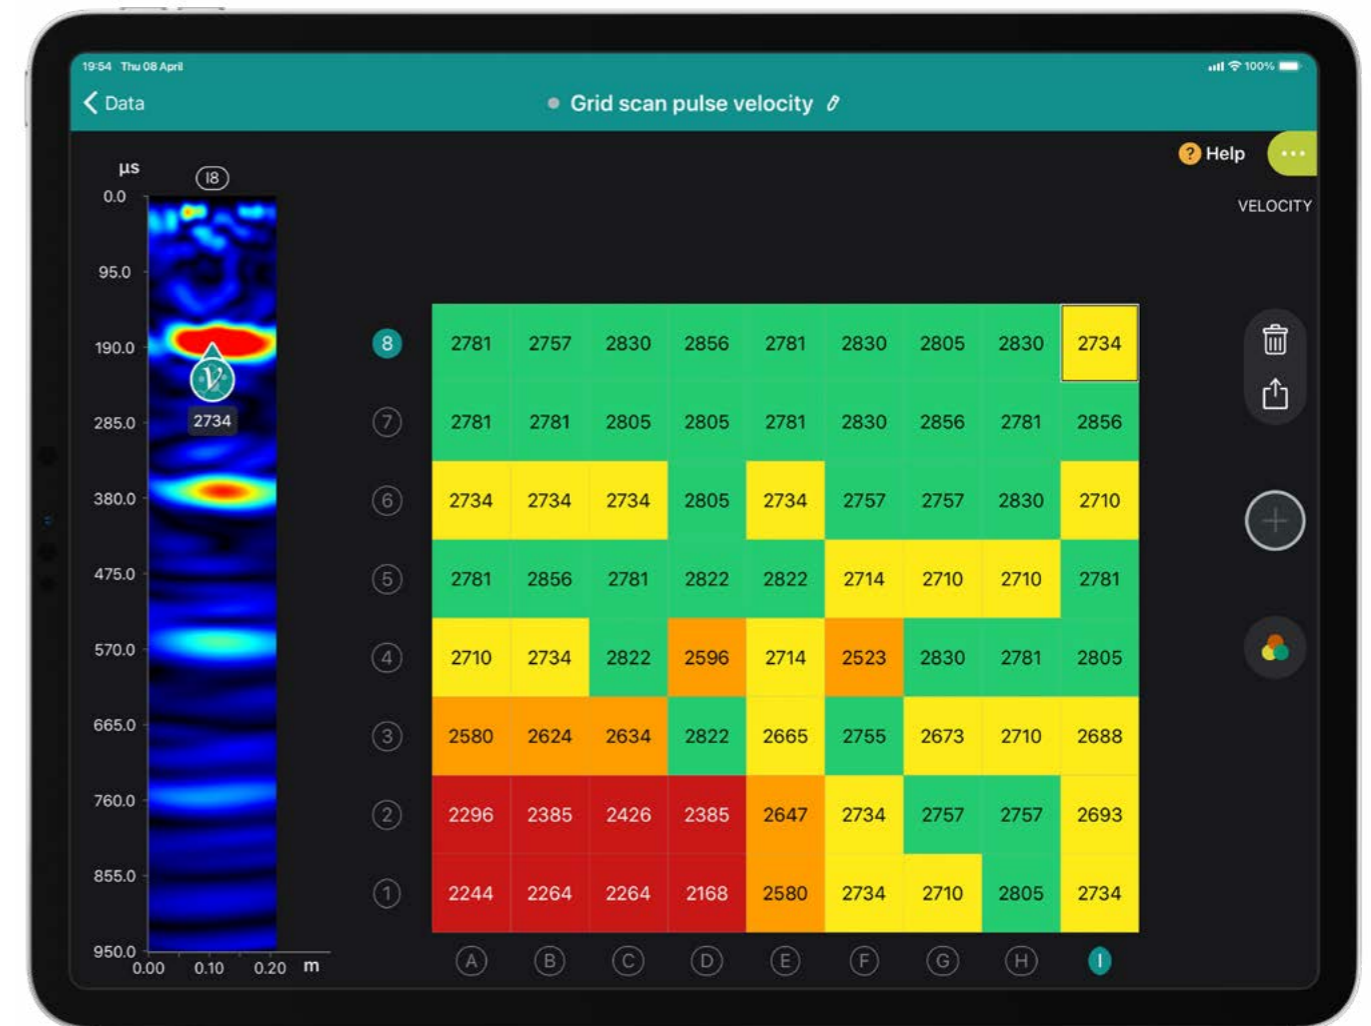 19:54 Thu 08 April 100%
Data Grid scan pulse velocity
? Help ...
µs I8
0.0 VELOCITY
95.0
190.0 8 2781 2757 2830 2856 2781 2830 2805 2830 2734
V
285.0 2734 7 2781 2781 2805 2805 2781 2830 2856 2781 2856
380.0 6 2734 2734 2734 2805 2734 2757 2757 2830 2710
475.0 5 2781 2856 2781 2822 2822 2714 2710 2710 2781
570.0 4 2710 2734 2822 2596 2714 2523 2830 2781 2805
665.0 3 2580 2624 2634 2822 2665 2755 2673 2710 2688
760.0 2 2296 2385 2426 2385 2647 2734 2757 2757 2693
855.0 1 2244 2264 2264 2168 2580 2734 2710 2805 2734
950.0
0.00 0.10 0.20 m A B C D E F G H I